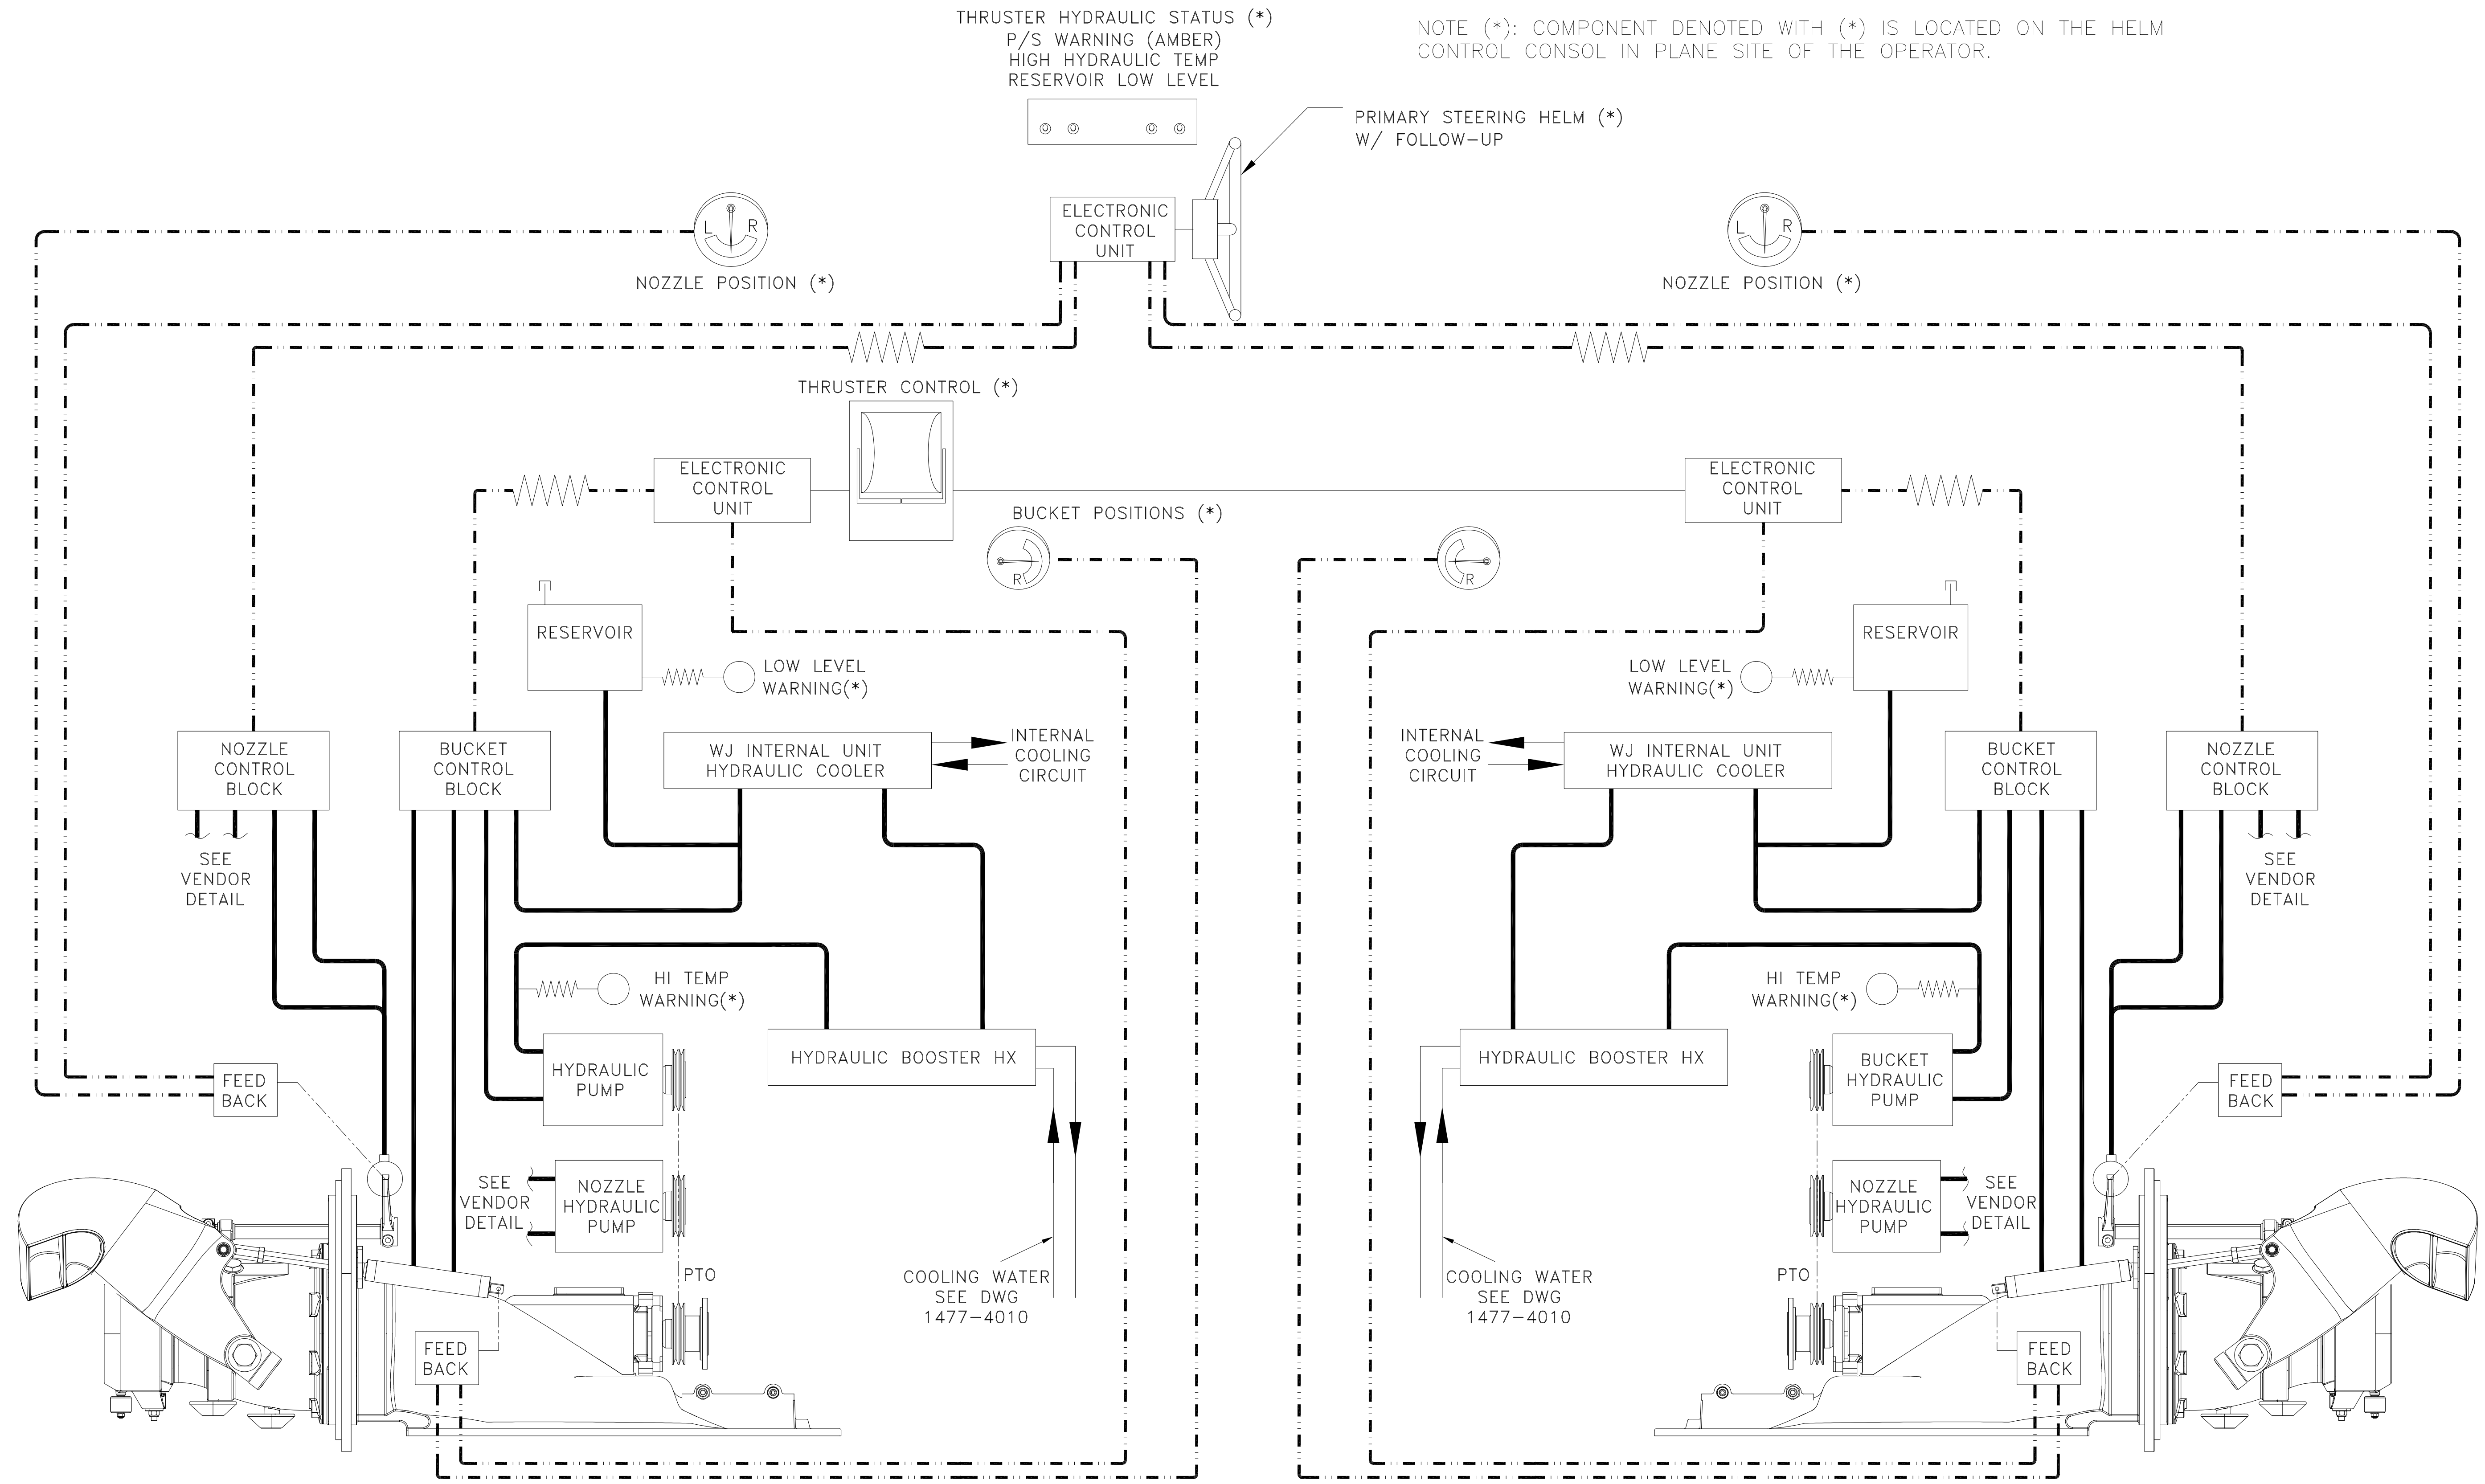 THRUSTER HYDRAULIC STATUS (*)
P/S WARNING (AMBER)
HIGH HYDRAULIC TEMP
RESERVOIR LOW LEVEL
NOTE (*): COMPONENT DENOTED WITH (*) IS LOCATED ON THE HELM
CONTROL CONSOL IN PLANE SITE OF THE OPERATOR.
PRIMARY STEERING HELM (*)
W/ FOLLOW-UP
L R
NOZZLE POSITION (*)
ELECTRONIC
CONTROL
UNIT
L R
NOZZLE POSITION (*)
THRUSTER CONTROL (*)
ELECTRONIC
CONTROL
UNIT
ELECTRONIC
CONTROL
UNIT
BUCKET POSITIONS (*)
R
R
RESERVOIR
LOW LEVEL
WARNING(*)
LOW LEVEL
WARNING(*)
RESERVOIR
NOZZLE
CONTROL
BLOCK
BUCKET
CONTROL
BLOCK
WJ INTERNAL UNIT
HYDRAULIC COOLER
INTERNAL
COOLING
CIRCUIT
INTERNAL
COOLING
CIRCUIT
WJ INTERNAL UNIT
HYDRAULIC COOLER
BUCKET
CONTROL
BLOCK
NOZZLE
CONTROL
BLOCK
SEE
VENDOR
DETAIL
SEE
VENDOR
DETAIL
HI TEMP
WARNING(*)
HI TEMP
WARNING(*)
FEED
BACK
HYDRAULIC
PUMP
HYDRAULIC BOOSTER HX
HYDRAULIC BOOSTER HX
BUCKET
HYDRAULIC
PUMP
FEED
BACK
SEE
VENDOR
DETAIL
NOZZLE
HYDRAULIC
PUMP
NOZZLE
HYDRAULIC
PUMP
SEE
VENDOR
DETAIL
PTO
COOLING WATER
SEE DWG
1477-4010
COOLING WATER
SEE DWG
1477-4010
PTO
FEED
BACK
FEED
BACK